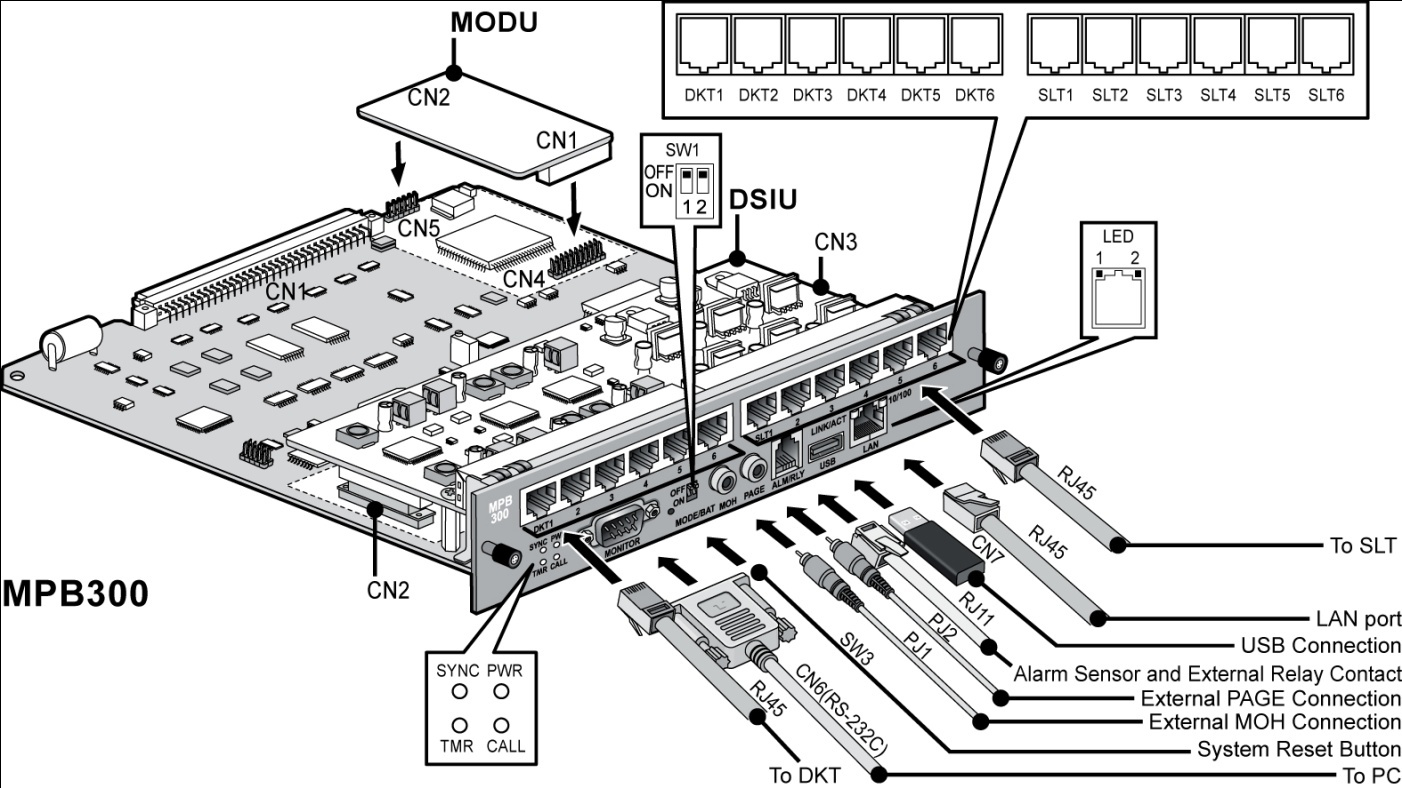 MODU
CN2
CN1
DKT1 DKT2 DKT3 DKT4 DKT5 DKT6 SLT1 SLT2 SLT3 SLT4 SLT5 SLT6
SW1
OFF
ON
1 2
DSIU
CN3
LED
1 2
CN5
CN4
CN1
MPB
300
DKT1 2 3 4 5 6
SLT1 2 3 4 5 6
SYNC PWR
TMR CALL
MONITOR
OFF
ON
MODE/BAT MOH PAGE ALM/RLY USB LAN
LINK/ACT
10/100
CN2
MPB300
SYNC PWR
TMR CALL
RJ45
To SLT
RJ45
LAN port
CN7
USB Connection
RJ11
Alarm Sensor and External Relay Contact
PJ2
External PAGE Connection
PJ1
External MOH Connection
SW3
System Reset Button
CN6(RS-232C)
To PC
RJ45
To DKT